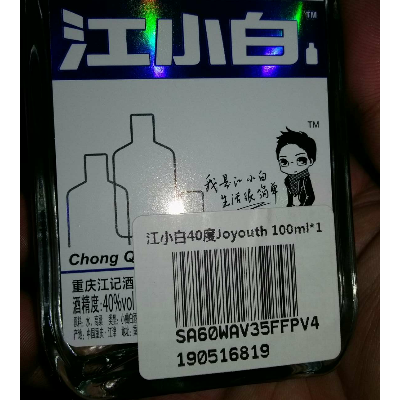 江小白 TM
TM
我是江小白
生活很简单
江小白40度Joyouth 100ml*1
Chong Q
重庆江记酒
酒精度:40%vol
SA60WAV35FFPV4
190516819